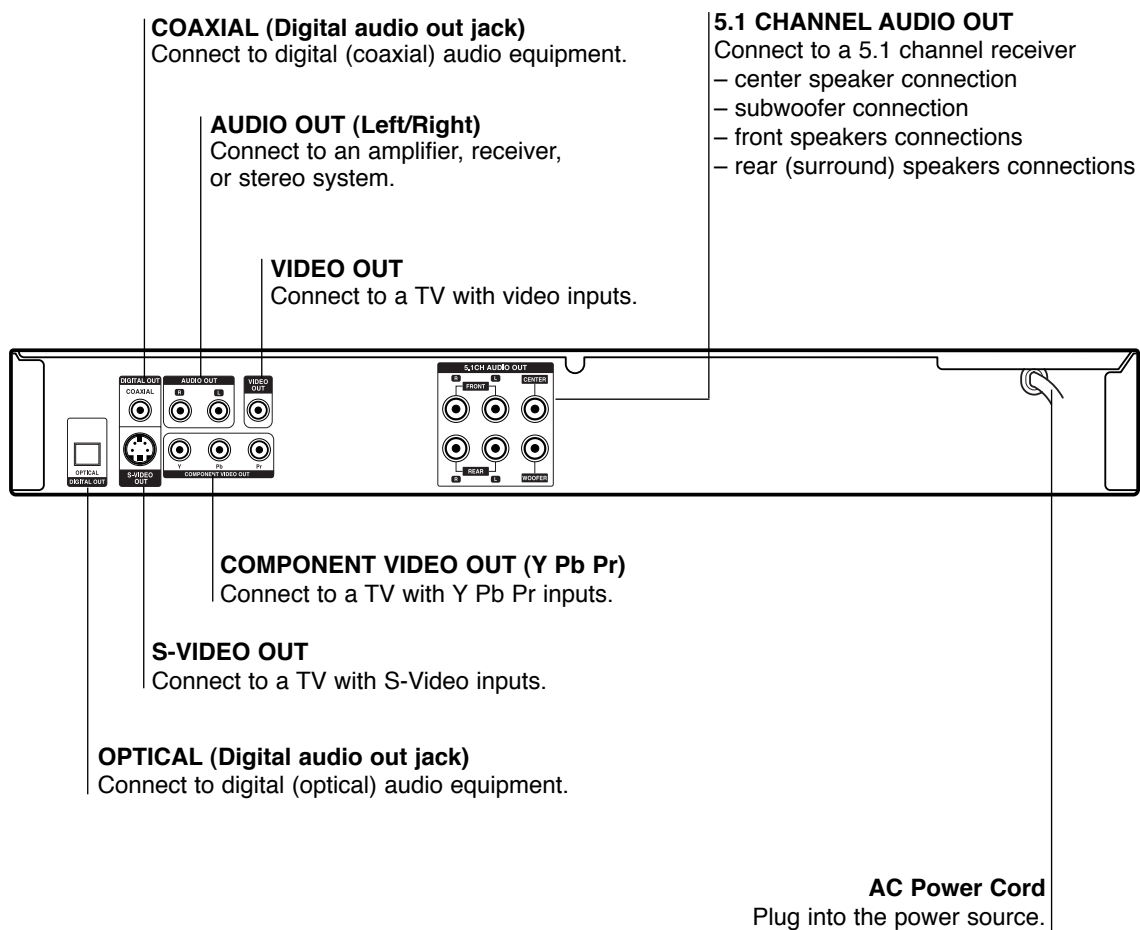 COAXIAL (Digital audio out jack)
Connect to digital (coaxial) audio equipment.
5.1 CHANNEL AUDIO OUT
Connect to a 5.1 channel receiver
– center speaker connection
– subwoofer connection
– front speakers connections
– rear (surround) speakers connections
AUDIO OUT (Left/Right)
Connect to an amplifier, receiver,
or stereo system.
VIDEO OUT
Connect to a TV with video inputs.
DIGITAL OUT
COAXIAL
AUDIO OUT
R L
VIDEO
OUT
5.1CH AUDIO OUT
R L
FRONT
CENTER
OPTICAL
DIGITAL OUT
S-VIDEO
OUT
Y Pb Pr
COMPONENT VIDEO OUT
REAR
R L
WOOFER
COMPONENT VIDEO OUT (Y Pb Pr)
Connect to a TV with Y Pb Pr inputs.
S-VIDEO OUT
Connect to a TV with S-Video inputs.
OPTICAL (Digital audio out jack)
Connect to digital (optical) audio equipment.
AC Power Cord
Plug into the power source.